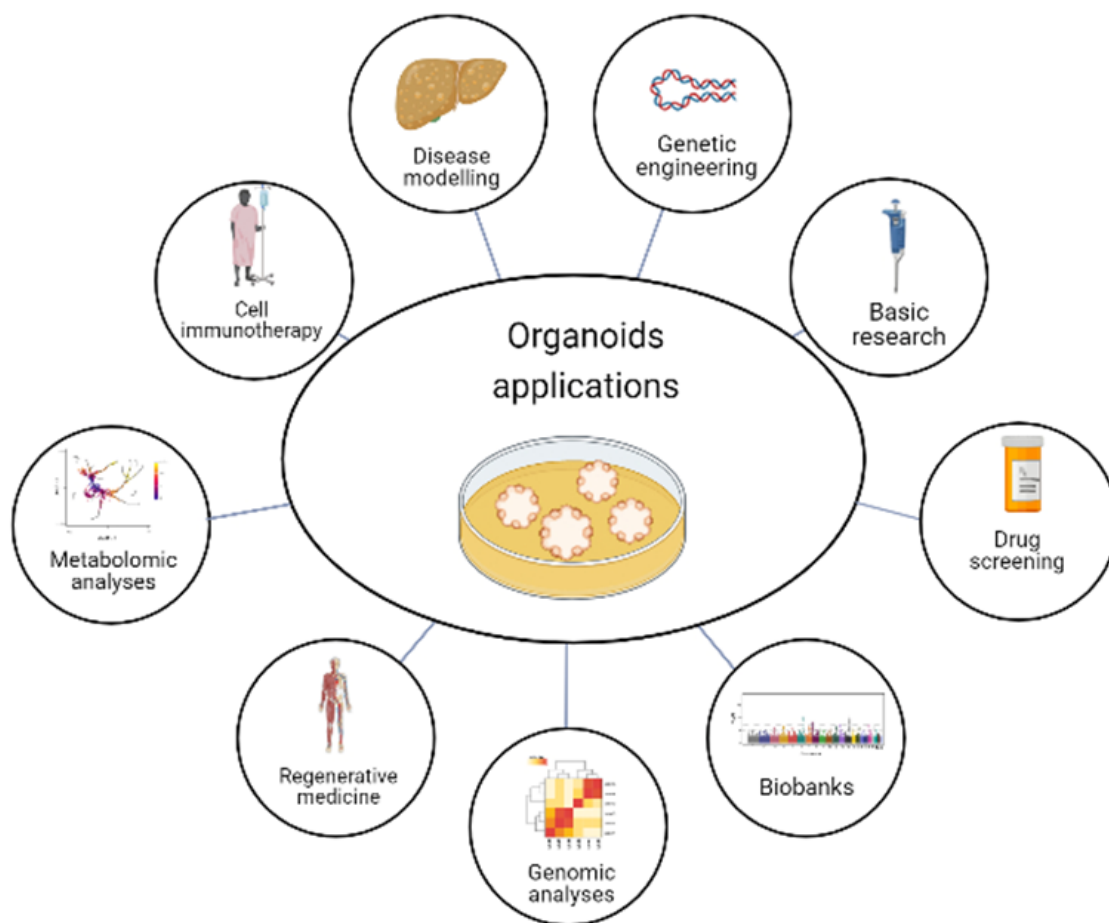 Disease
modelling
Genetic
engineering
Cell
immunotherapy
Basic
research
Organoids
applications
Metabolomic
analyses
Drug
screening
Regenerative
medicine
Biobanks
Genomic
analyses